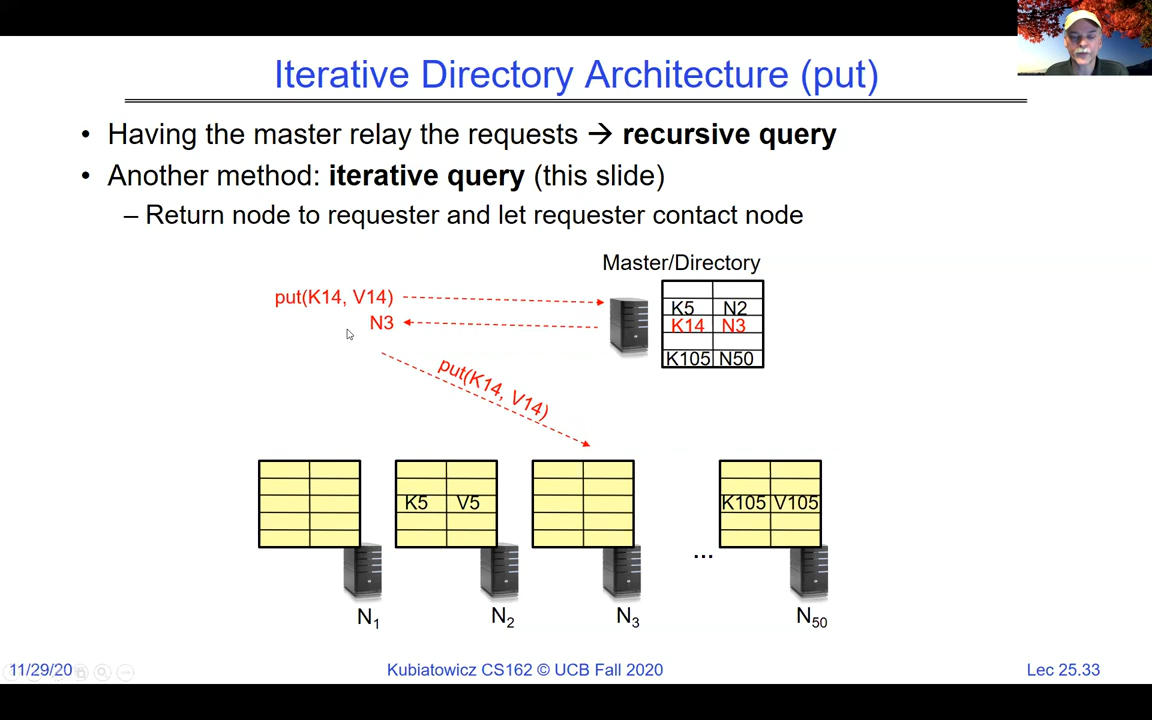 Iterative Directory Architecture (put)
• Having the master relay the requests → recursive query
• Another method: iterative query (this slide)
– Return node to requester and let requester contact node
Master/Directory
put(K14, V14)
N3
K5 N2
K14 N3
K105 N50
put(K14, V14)
K5 V5
K105 V105
...
N1
N2
N3
N50
11/29/20
Kubiatowicz CS162 © UCB Fall 2020
Lec 25.33